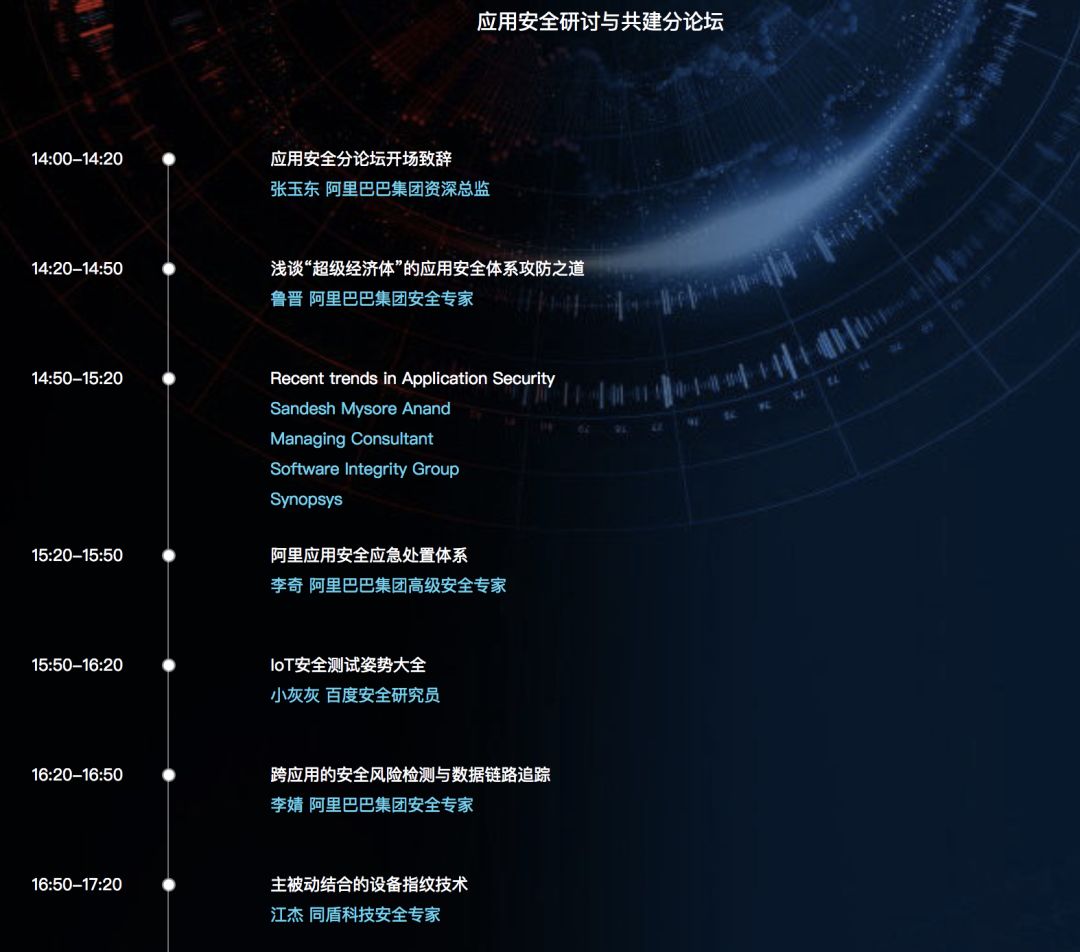 应用安全研讨与共建分论坛
14:00-14:20
应用安全分论坛开场致辞
张玉东 阿里巴巴集团资深总监
14:20-14:50
浅谈“超级经济体”的应用安全体系攻防之道
鲁晋 阿里巴巴集团安全专家
14:50-15:20
Recent trends in Application Security
Sandesh Mysore Anand
Managing Consultant
Software Integrity Group
Synopsys
15:20-15:50
阿里应用安全应急处置体系
李奇 阿里巴巴集团高级安全专家
15:50-16:20
IoT安全测试姿势大全
小灰灰 百度安全研究员
16:20-16:50
跨应用的安全风险检测与数据链路追踪
李婧 阿里巴巴集团安全专家
16:50-17:20
主被动结合的设备指纹技术
江杰 同盾科技安全专家